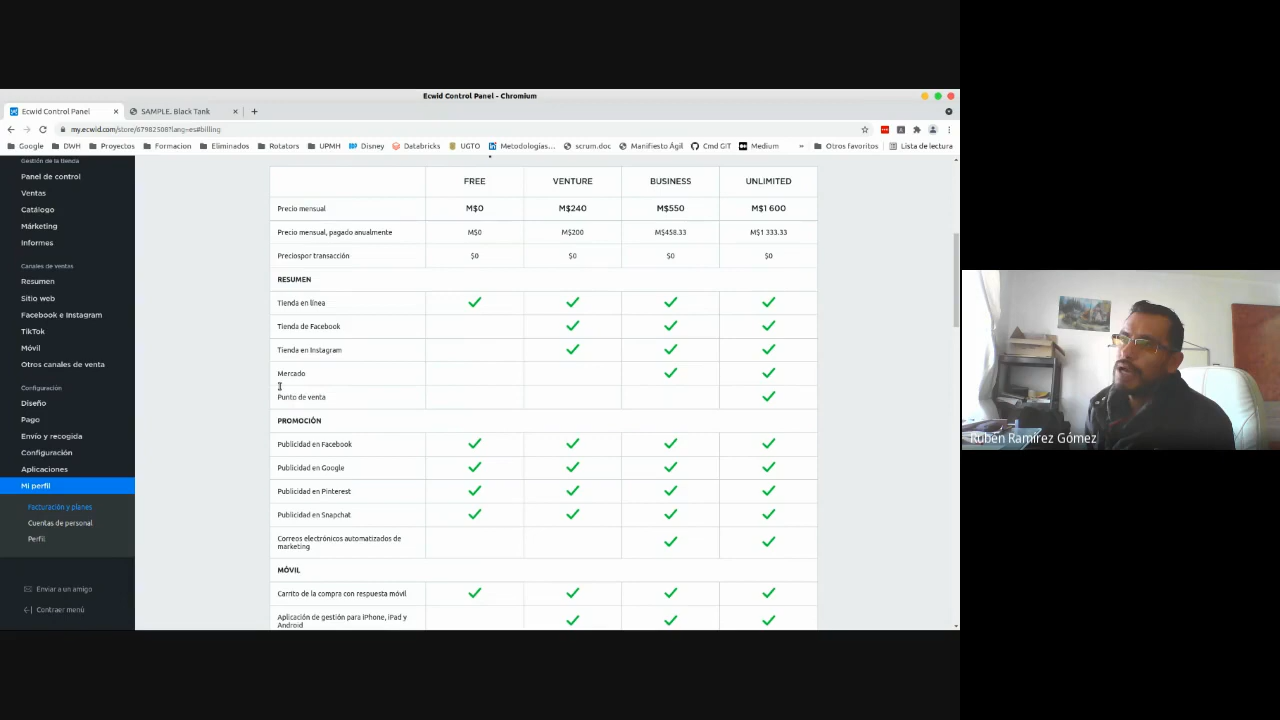 Ecwid Control Panel - Chromium
Ecwid Control Panel
SAMPLE. Black Tank
my.ecwid.com/store/67982508?lang=es#billing
Google DWH Proyectos Formacion Eliminados Rotators UPMH Disney Databricks UGTO Metodologías... scrum.doc Manifiesto Ágil Cmd GIT Medium » Otros favoritos Lista de lectura
Gestión de la tienda
Panel de control
Ventas
Catálogo
Márketing
Informes
Canales de ventas
Resumen
Sitio web
Facebook e Instagram
TikTok
Móvil
Otros canales de venta
Configuración
Diseño
Pago
Envío y recogida
Configuración
Aplicaciones
Mi perfil
Facturación y planes
Cuentas de personal
Perfil
Enviar a un amigo
Contraer menú
FREE VENTURE BUSINESS UNLIMITED
Precio mensual M$0 M$240 M$550 M$1 600
Precio mensual, pagado anualmente M$0 M$200 M$458.33 M$1 333.33
Preciospor transacción $0 $0 $0 $0
RESUMEN
Tienda en línea
Tienda de Facebook
Tienda en Instagram
Mercado
Punto de venta
PROMOCIÓN
Publicidad en Facebook
Publicidad en Google
Publicidad en Pinterest
Publicidad en Snapchat
Correos electrónicos automatizados de
marketing
MÓVIL
Carrito de la compra con respuesta móvil
Aplicación de gestión para iPhone, iPad y
Android
Rubén Ramírez Gómez